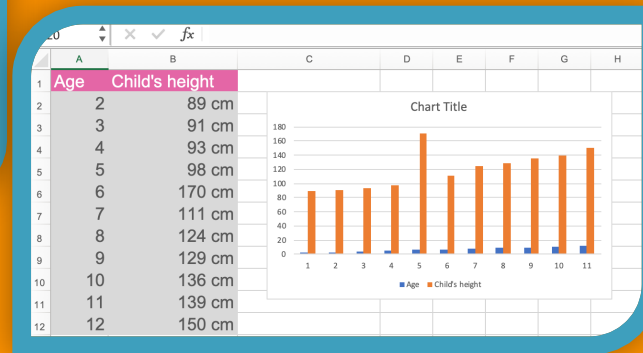 20 fx
A B C D E F G H
1 Age Child's height
2 2 89 cm
3 3 91 cm
4 4 93 cm
5 5 98 cm
6 6 170 cm
7 7 111 cm
8 8 124 cm
9 9 129 cm
10 10 136 cm
11 11 139 cm
12 12 150 cm
Chart Title
180
160
140
120
100
80
60
40
20
0
1 2 3 4 5 6 7 8 9 10 11
Age Child's height